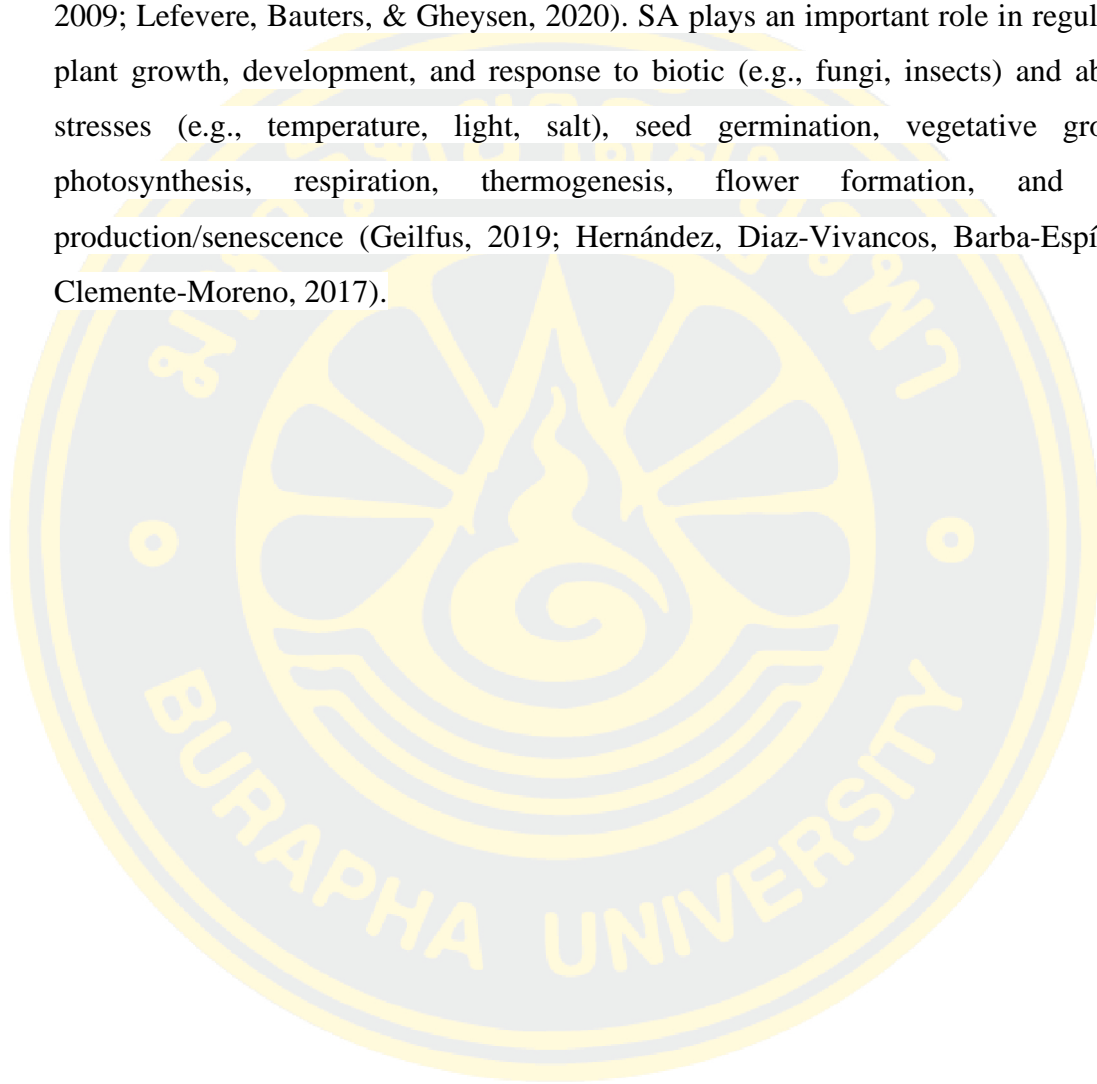 2009; Lefevere, Bauters, & Gheysen, 2020). SA plays an important role in regul
plant growth, development, and response to biotic (e.g., fungi, insects) and ab
stresses (e.g., temperature, light, salt), seed germination, vegetative gro
photosynthesis, respiration, thermogenesis, flower formation, and
production/senescence (Geilfus, 2019; Hernández, Diaz-Vivancos, Barba-Espí
Clemente-Moreno, 2017).
BURAPHA UNIVERSITY